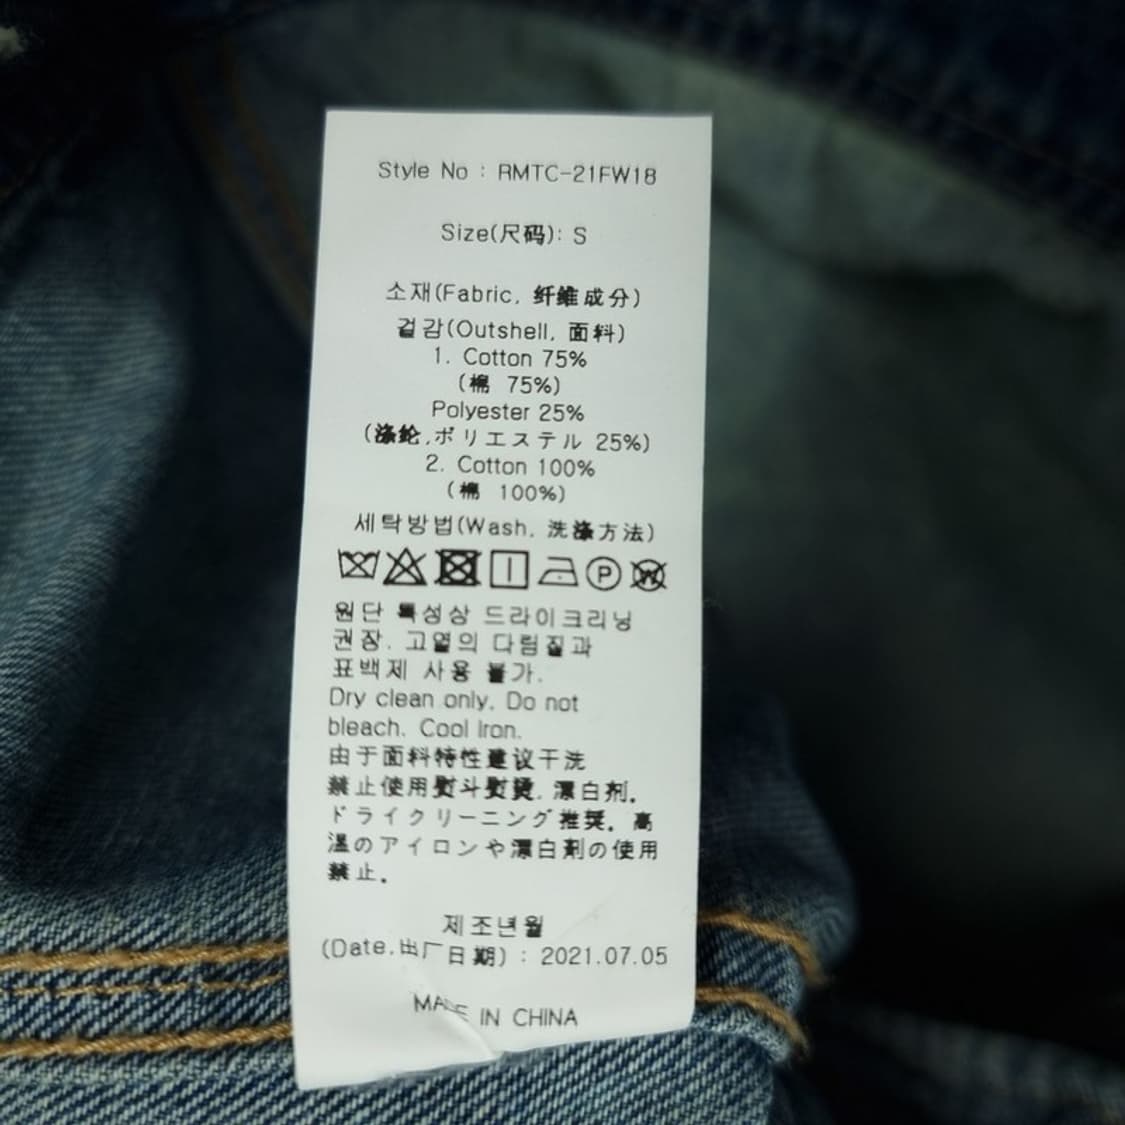 Style No : RMTC-21FW18
Size(尺码): S
소재(Fabric, 纤维成分)
겉감(Outshell, 面料)
1. Cotton 75%
(棉 75%)
Polyester 25%
(涤纶,ポリエステル 25%)
2. Cotton 100%
(棉 100%)
세탁방법(Wash, 洗涤方法)
P W
원단 특성상 드라이크리닝
권장. 고열의 다림질과
표백제 사용 불가.
Dry clean only, Do not
bleach. Cool Iron.
由于面料特性建议干洗
禁止使用熨斗熨烫, 漂白剂。
ドライクリーニング推奨。高
温のアイロンや漂白剤の使用
禁止。
제조년월
(Date,出厂日期) : 2021.07.05
MADE IN CHINA